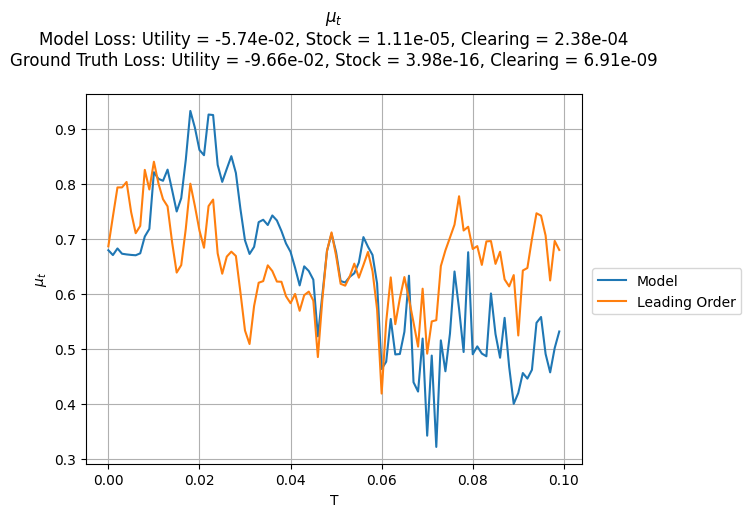 μt
Model Loss: Utility = -5.74e-02, Stock = 1.11e-05, Clearing = 2.38e-04
Ground Truth Loss: Utility = -9.66e-02, Stock = 3.98e-16, Clearing = 6.91e-09
0.9
0.8
0.7
0.6
0.5
0.4
0.3
μt
0.00
0.02
0.04
0.06
0.08
0.10
T
Model
Leading Order